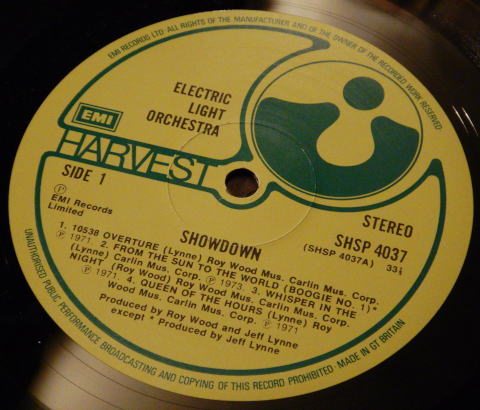 EMI RECORDS LTD · ALL RIGHTS OF THE MANUFACTURER AND OF THE OWNER OF THE RECORDED WORK RESERVED
ELECTRIC
LIGHT
ORCHESTRA
EMI
HARVEST
SIDE 1
STEREO
Ⓟ
EMI Records
Limited
SHSP 4037
(SHSP 4037A) 33⅓
SHOWDOWN
1. 10538 OVERTURE (Lynne) Roy Wood Mus. Carlin Mus. Corp.
Ⓟ 1971. 2. FROM THE SUN TO THE WORLD (BOOGIE NO. 1)*
(Lynne) Carlin Mus. Corp. Ⓟ 1973. 3. WHISPER IN THE
NIGHT (Roy Wood) Roy Wood Mus. Carlin Mus. Corp.
Ⓟ 1971. 4. QUEEN OF THE HOURS (Lynne) Roy
Wood Mus. Carlin Mus. Corp. Ⓟ 1971
Produced by Roy Wood and Jeff Lynne
except * Produced by Jeff Lynne
UNAUTHORISED PUBLIC PERFORMANCE BROADCASTING AND COPYING OF THIS RECORD PROHIBITED · MADE IN GT BRITAIN